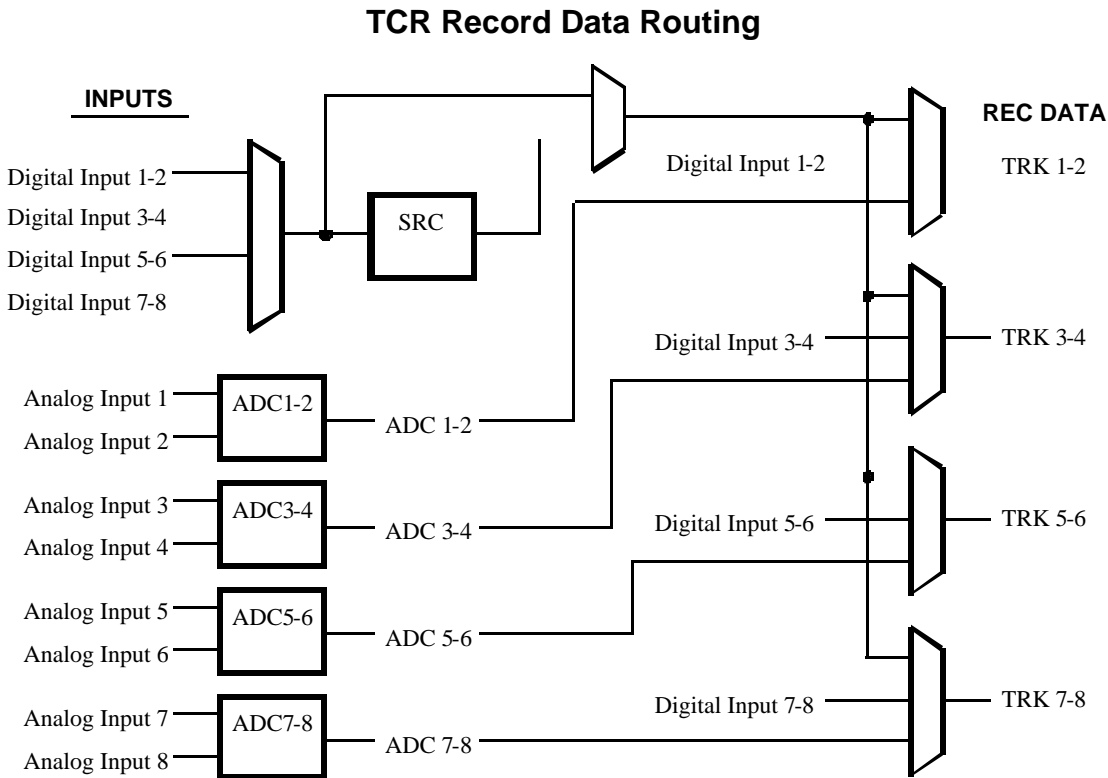 TCR Record Data Routing
INPUTS
REC DATA
Digital Input 1-2
Digital Input 3-4
Digital Input 5-6
Digital Input 7-8
SRC
Digital Input 1-2
TRK 1-2
Digital Input 3-4
TRK 3-4
Analog Input 1
Analog Input 2
ADC1-2
ADC 1-2
Analog Input 3
Analog Input 4
ADC3-4
ADC 3-4
Digital Input 5-6
TRK 5-6
Analog Input 5
Analog Input 6
ADC5-6
ADC 5-6
Digital Input 7-8
TRK 7-8
Analog Input 7
Analog Input 8
ADC7-8
ADC 7-8